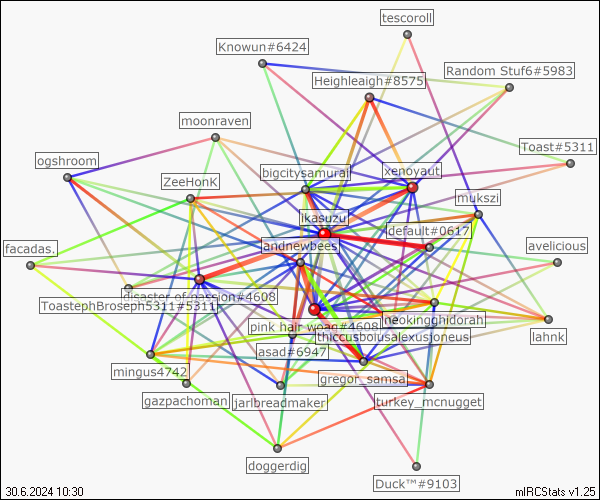 tescoroll
Knowun#6424
Random Stuf6#5983
Heighleigh#8575
moonraven
Toast#5311
ogshroom
bigcitysamurai
xenoyaut
ZeeHonK
mukszi
ikasuzu
default#0617
facadas.
andnewbees
avelicious
disaster of passion#4608
ToastephBroseph5311#5311
neokingghidorah
pink hair woag#4608
thiccusboiusalexusjoneus
lahnk
asad#6947
mingus4742
gregor_samsa
gazpachoman
jarlbreadmaker
turkey_mcnugget
doggerdig
Duck™#9103
30.6.2024 10:30
mIRCStats v1.25